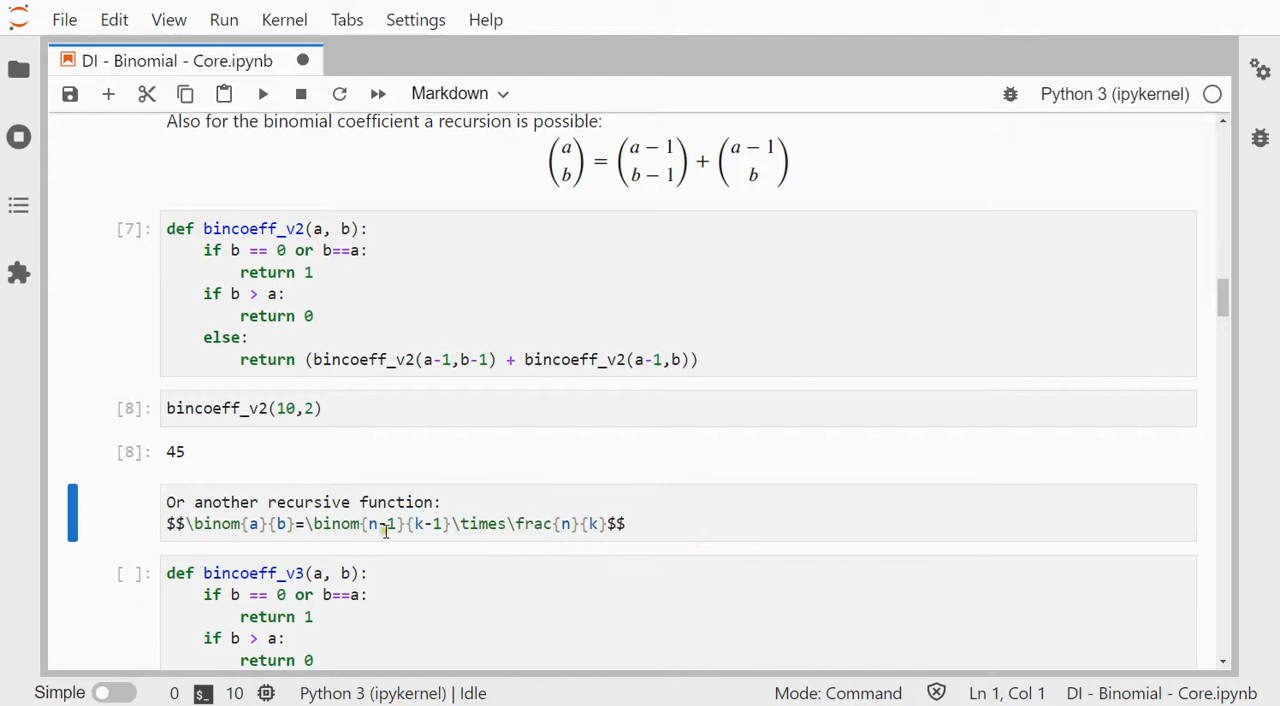 File Edit View Run Kernel Tabs Settings Help
DI - Binomial - Core.ipynb
Markdown Python 3 (ipykernel)
Also for the binomial coefficient a recursion is possible:
(a b) = (a − 1 b − 1) + (a − 1 b)
[7]: def bincoeff_v2(a, b):
if b == 0 or b==a:
return 1
if b > a:
return 0
else:
return (bincoeff_v2(a-1,b-1) + bincoeff_v2(a-1,b))
[8]: bincoeff_v2(10,2)
[8]: 45
Or another recursive function:
$$\binom{a}{b}=\binom{n-1}{k-1}\times\frac{n}{k}$$
[ ]: def bincoeff_v3(a, b):
if b == 0 or b==a:
return 1
if b > a:
return 0
Simple 0 $_ 10 Python 3 (ipykernel) | Idle Mode: Command Ln 1, Col 1 DI - Binomial - Core.ipynb